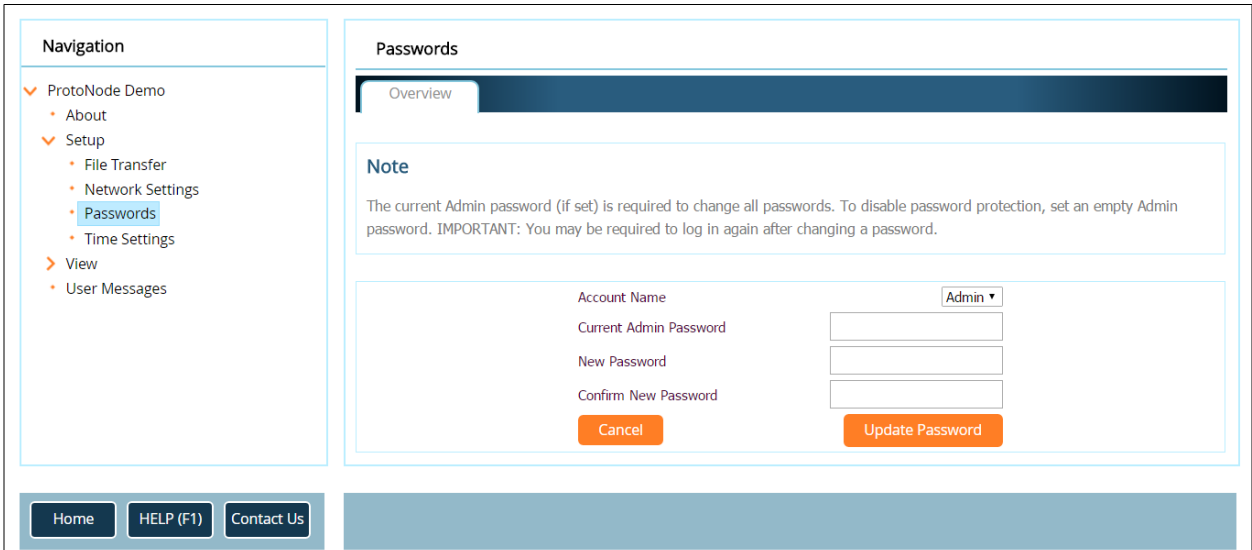 Navigation
ProtoNode Demo
About
Setup
File Transfer
Network Settings
Passwords
Time Settings
View
User Messages
Passwords
Overview
Note
The current Admin password (if set) is required to change all passwords. To disable password protection, set an empty Admin
password. IMPORTANT: You may be required to log in again after changing a password.
Account Name Admin
Current Admin Password
New Password
Confirm New Password
Cancel Update Password
Home HELP (F1) Contact Us